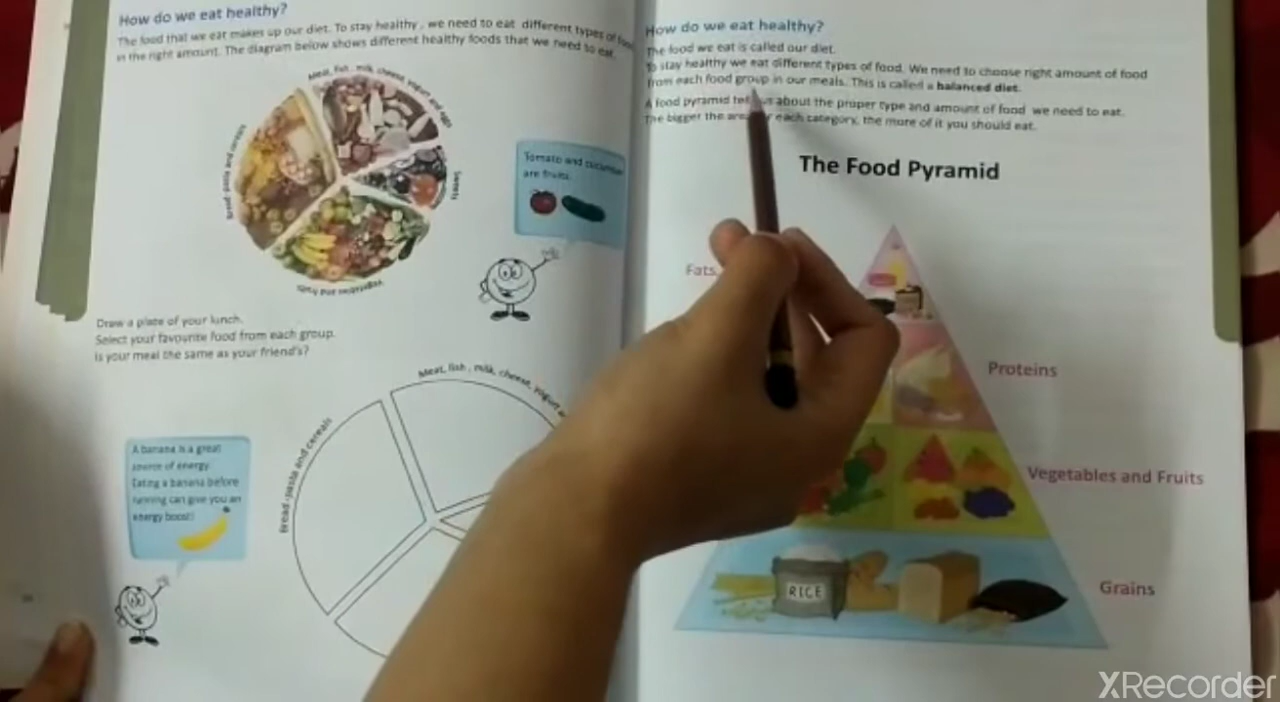 How do we eat healthy?
The food that we eat makes up our diet. To stay healthy, we need to eat different types of
in the right amount. The diagram below shows different healthy foods that we need to eat.
Meat, fish, milk, cheese, yogurt and eggs
Bread, pasta and cereals
Sweets
vegetables and fruits
Tomato and cucumber
are fruits.
Draw a plate of your lunch.
Select your favourite food from each group.
Is your meal the same as your friend's?
Meat, fish, milk, cheese, yogurt
Bread, pasta and cereals
A banana is a great
source of energy.
Eating a banana before
running can give you an
energy boost!
How do we eat healthy?
The food we eat is called our diet.
To stay healthy we eat different types of food. We need to choose right amount of food
from each food group in our meals. This is called a balanced diet.
A food pyramid us about the proper type and amount of food we need to eat.
The bigger the each category, the more of it you should eat.
The Food Pyramid
Fats,
Proteins
Vegetables and Fruits
RICE
Grains
XRecorder